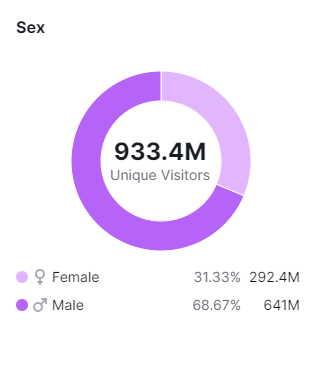 Sex
933.4M
Unique Visitors
Female 31.33% 292.4M
Male 68.67% 641M